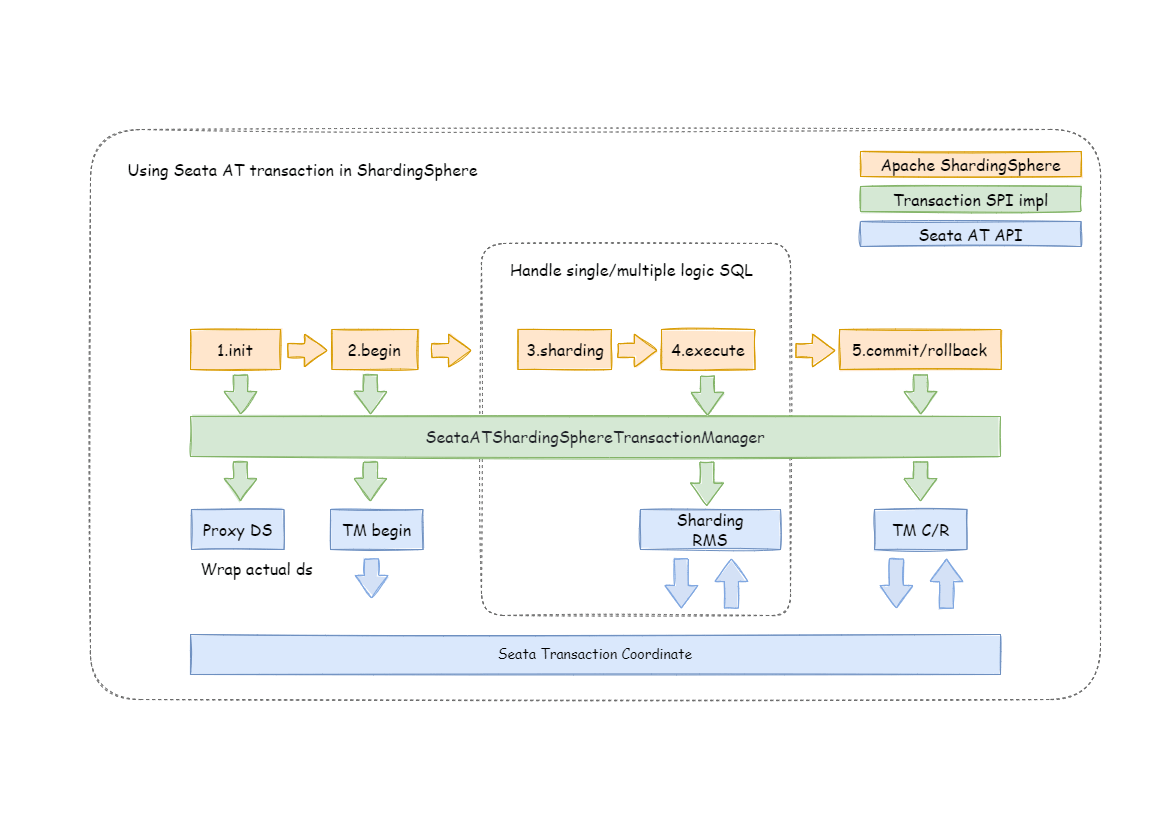 Using Seata AT transaction in ShardingSphere
Apache ShardingSphere
Transaction SPI impl
Seata AT API
Handle single/multiple logic SQL
1.init
2.begin
3.sharding
4.execute
5.commit/rollback
SeataATShardingSphereTransactionManager
Proxy DS
TM begin
Sharding
RMS
TM C/R
Wrap actual ds
Seata Transaction Coordinate